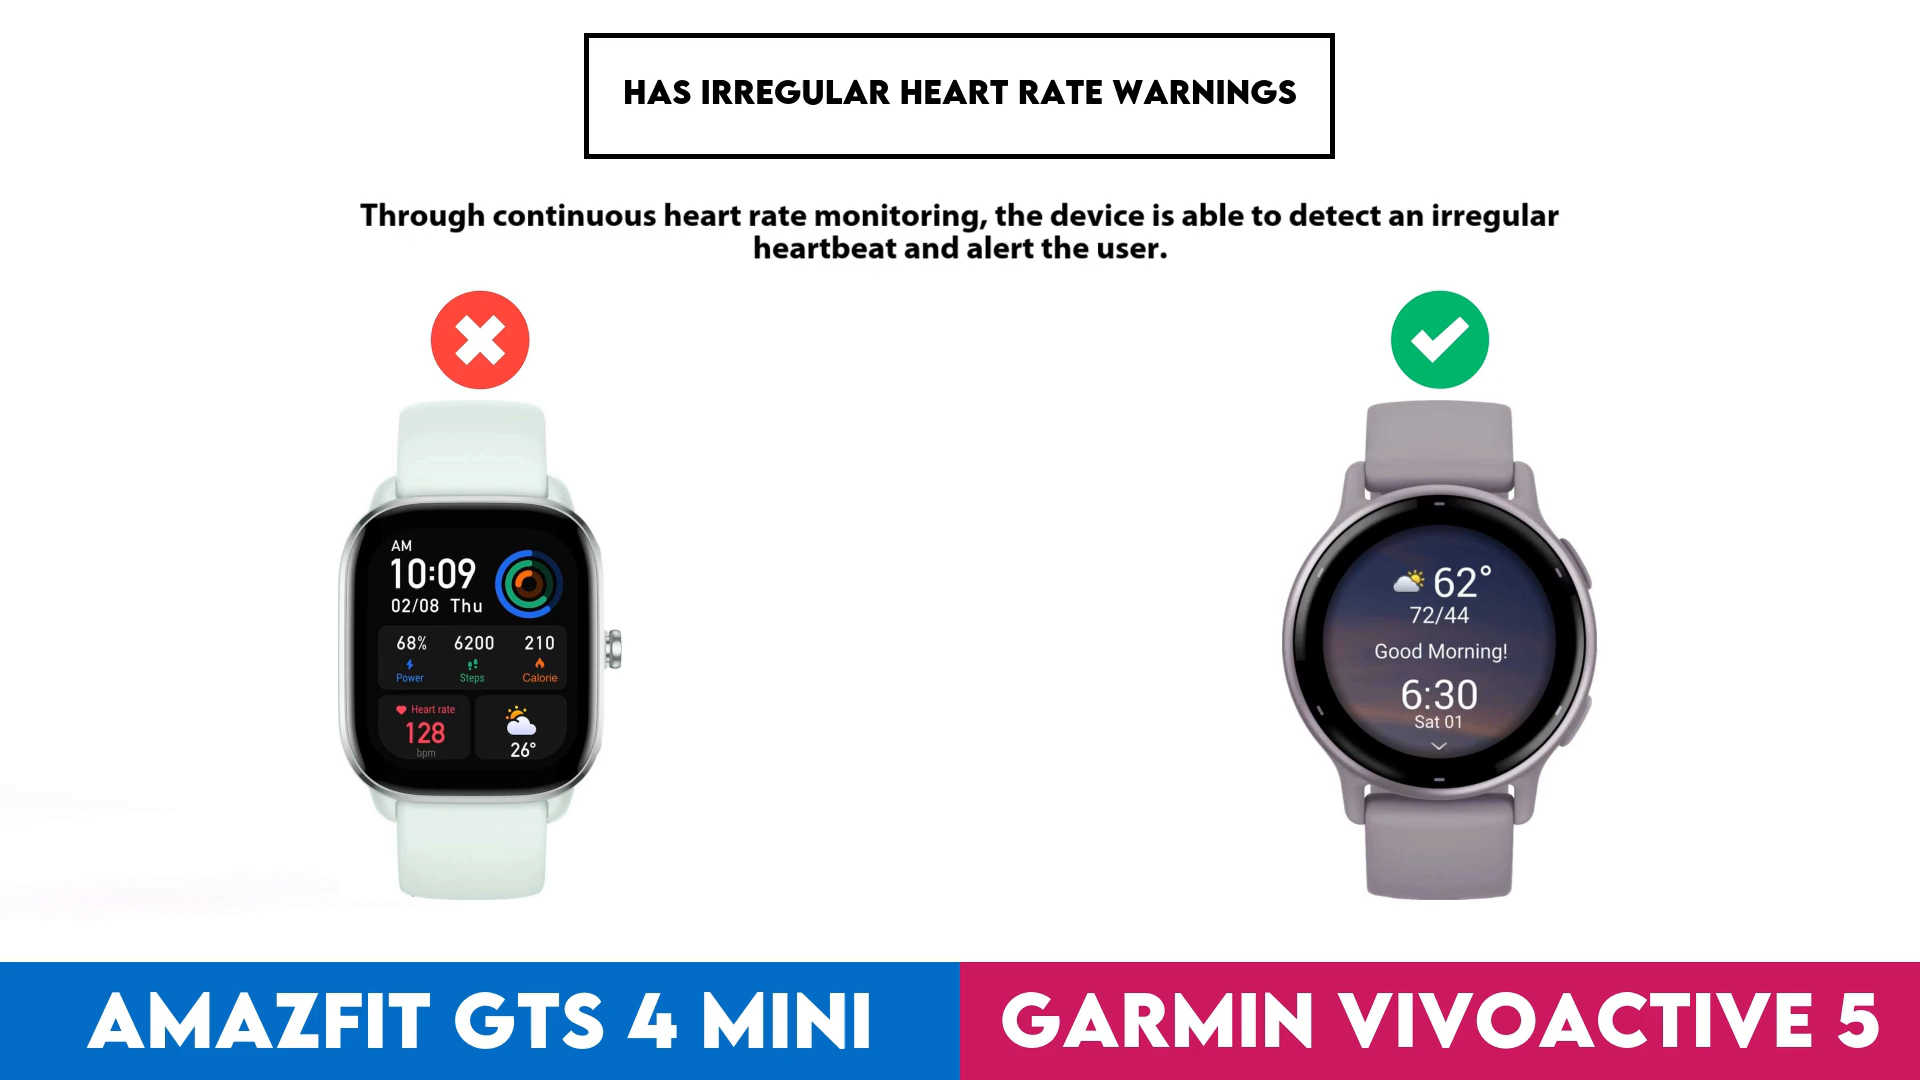 HAS IRREGULAR HEART RATE WARNINGS
Through continuous heart rate monitoring, the device is able to detect an irregular
heartbeat and alert the user.
AM
10:09
02/08 Thu
68% 6200 210
Power Steps Calorie
Heart rate
128
bpm
26°
62°
72/44
Good Morning!
6:30
Sat 01
AMAZFIT GTS 4 MINI
GARMIN VIVOACTIVE 5